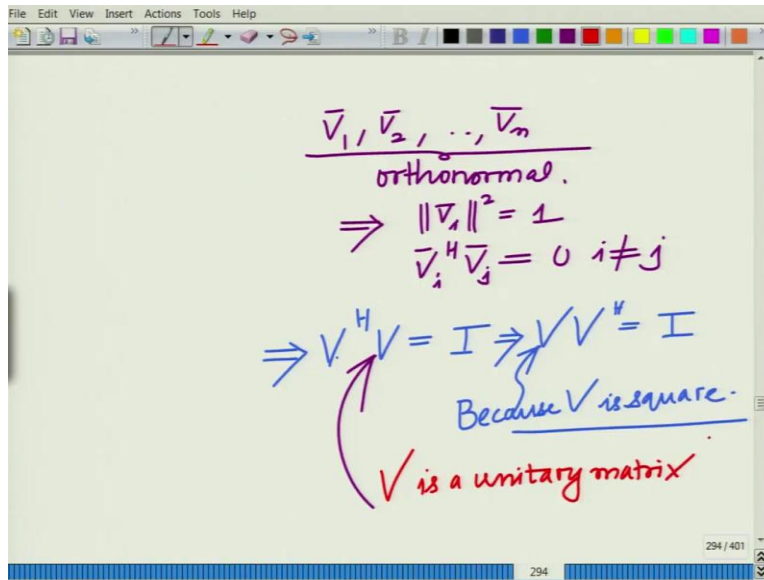 File Edit View Insert Actions Tools Help
B I
V̅₁, V̅₂, .., V̅ₙ
orthonormal.
⇒ ‖V̅ᵢ‖² = 1
V̅ᵢᴴ V̅ⱼ = 0 i ≠ j
⇒ VᴴV = I ⇒ VVᴴ = I
Because V is square.
V is a unitary matrix
294 / 401
294